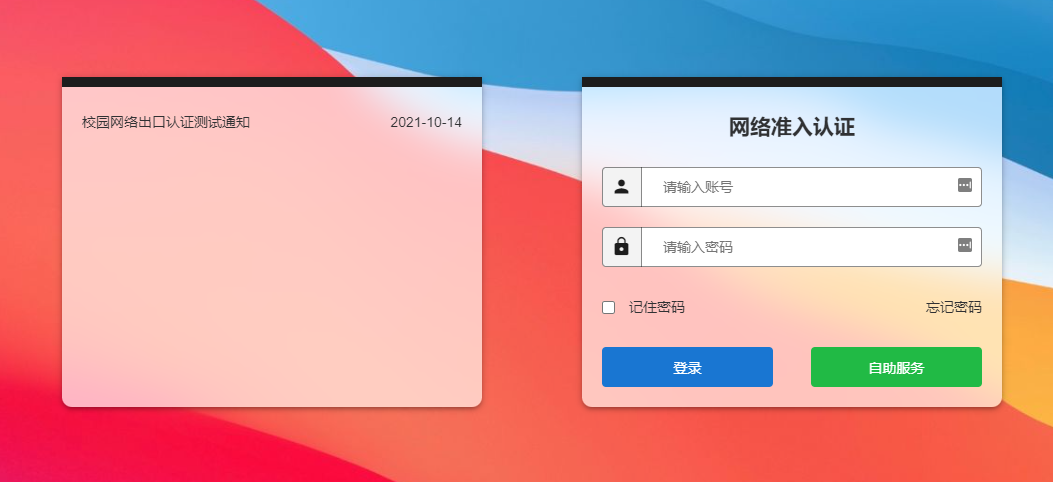 校园网络出口认证测试通知 2021-10-14
网络准入认证
请输入账号
请输入密码
记住密码 忘记密码
登录 自助服务